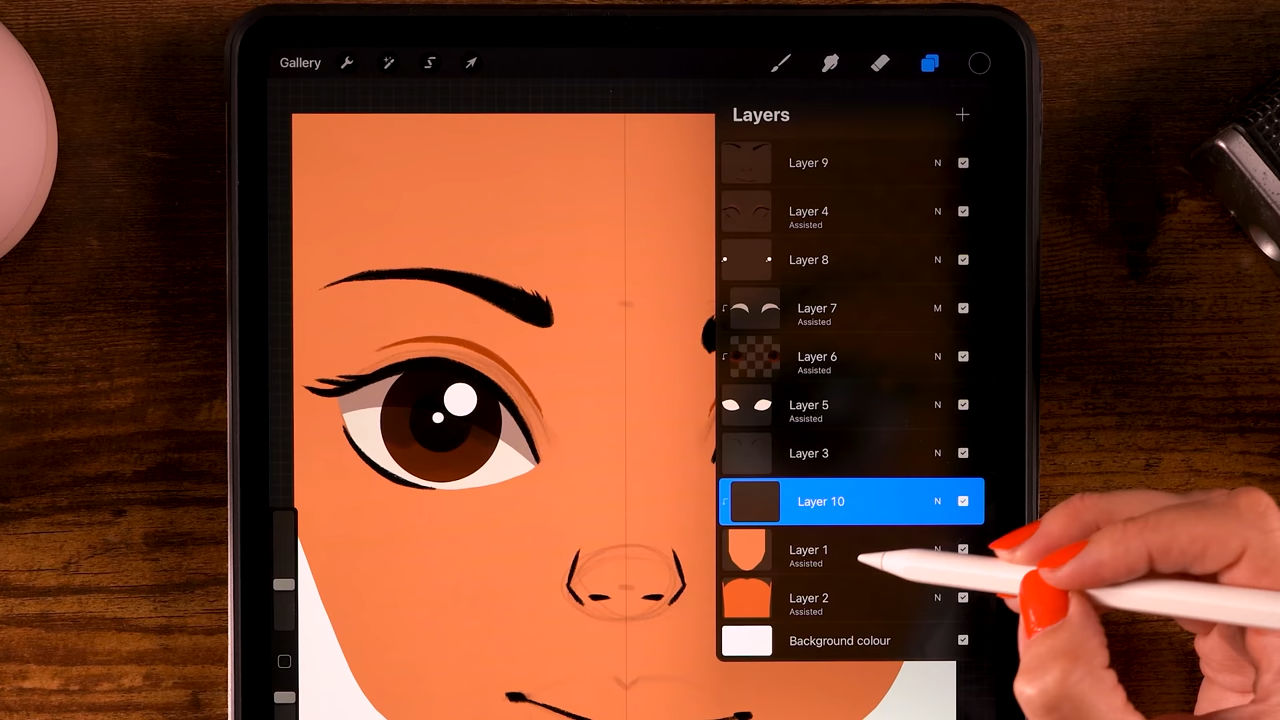 Gallery
Layers
Layer 9
N
Layer 4
N
Assisted
Layer 8
N
Layer 7
M
Assisted
Layer 6
N
Assisted
Layer 5
N
Assisted
Layer 3
N
Layer 10
N
Layer 1
N
Assisted
Layer 2
N
Assisted
Background colour